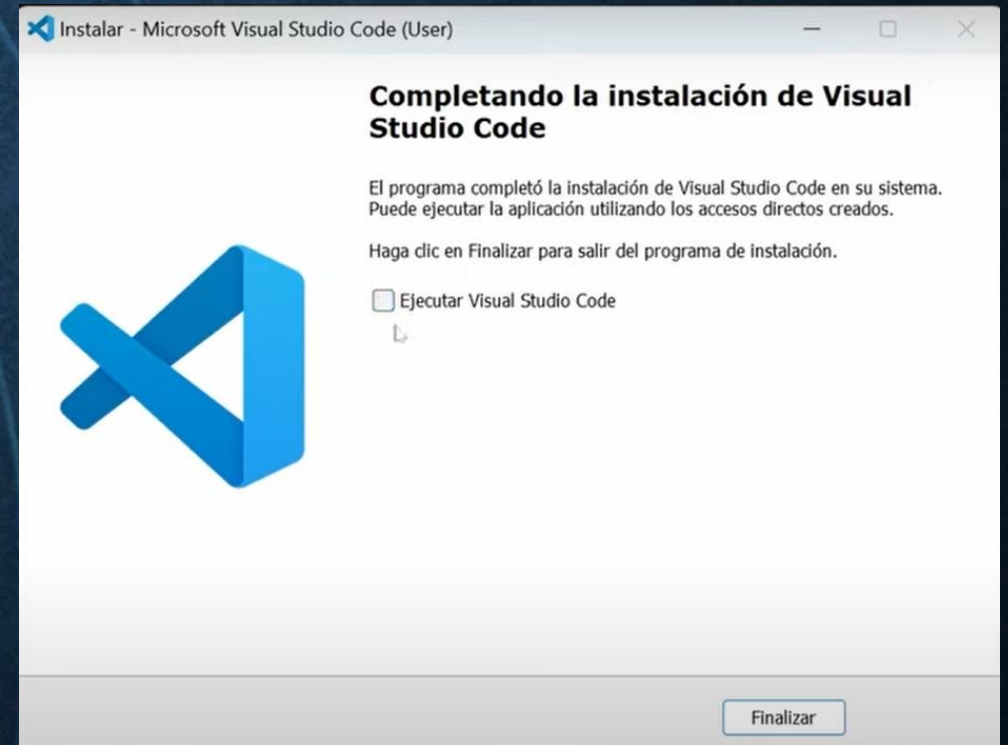 Instalar - Microsoft Visual Studio Code (User)
Completando la instalación de Visual
Studio Code
El programa completó la instalación de Visual Studio Code en su sistema.
Puede ejecutar la aplicación utilizando los accesos directos creados.
Haga clic en Finalizar para salir del programa de instalación.
Ejecutar Visual Studio Code
Finalizar